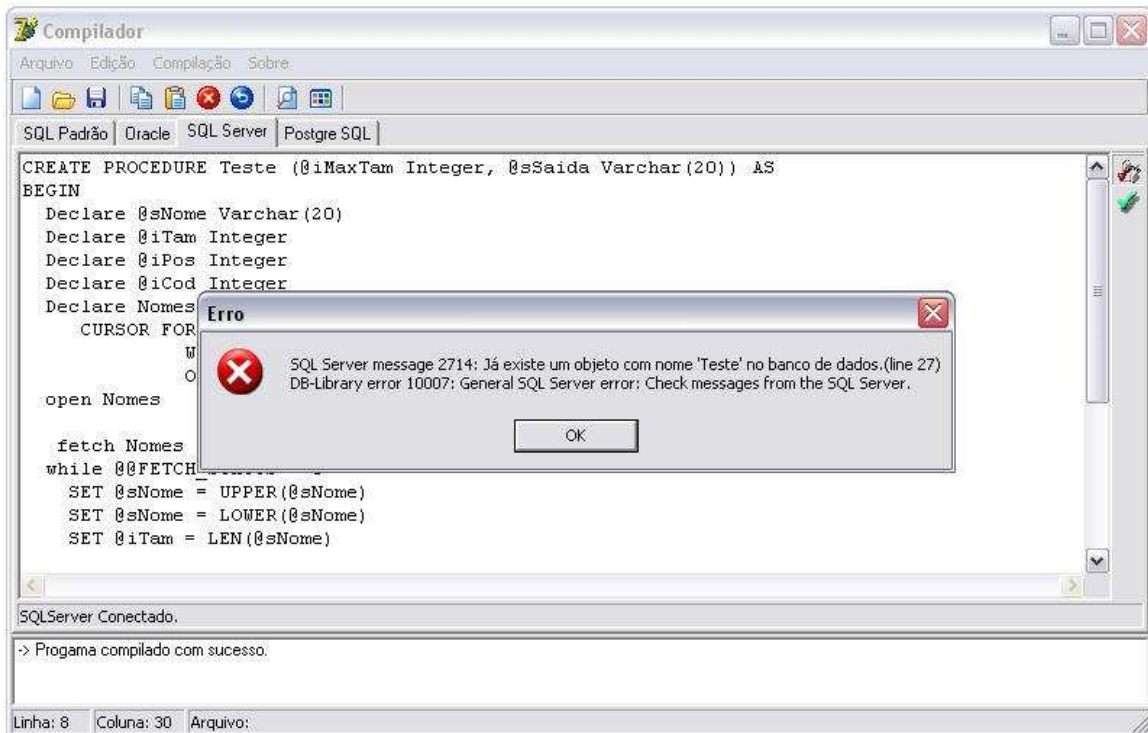 Compilador
Arquivo Edição Compilação Sobre
SQL Padrão Oracle SQL Server Postgre SQL
CREATE PROCEDURE Teste (@iMaxTam Integer, @sSaida Varchar(20)) AS
BEGIN
Declare @sNome Varchar(20)
Declare @iTam Integer
Declare @iPos Integer
Declare @iCod Integer
Declare Nomes
CURSOR FOR
W
O
open Nomes
fetch Nomes
while @@FETCH
SET @sNome = UPPER(@sNome)
SET @sNome = LOWER(@sNome)
SET @iTam = LEN(@sNome)
Erro
SQL Server message 2714: Já existe um objeto com nome 'Teste' no banco de dados.(line 27)
DB-Library error 10007: General SQL Server error: Check messages from the SQL Server.
OK
SQLServer Conectado.
-> Progama compilado com sucesso.
Linha: 8 Coluna: 30 Arquivo: